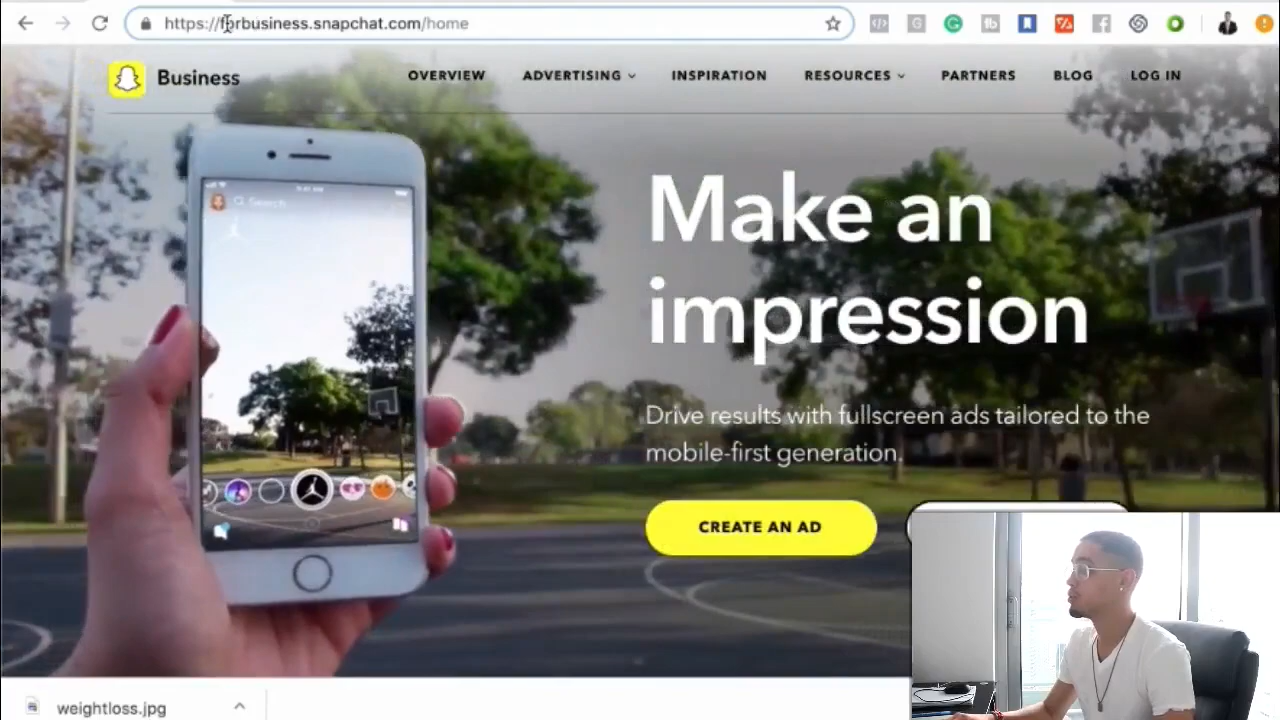 https://forbusiness.snapchat.com/home
Business
OVERVIEW
ADVERTISING
INSPIRATION
RESOURCES
PARTNERS
BLOG
LOG IN
Search
Make an
impression
Drive results with fullscreen ads tailored to the
mobile-first generation.
CREATE AN AD
weightloss.jpg